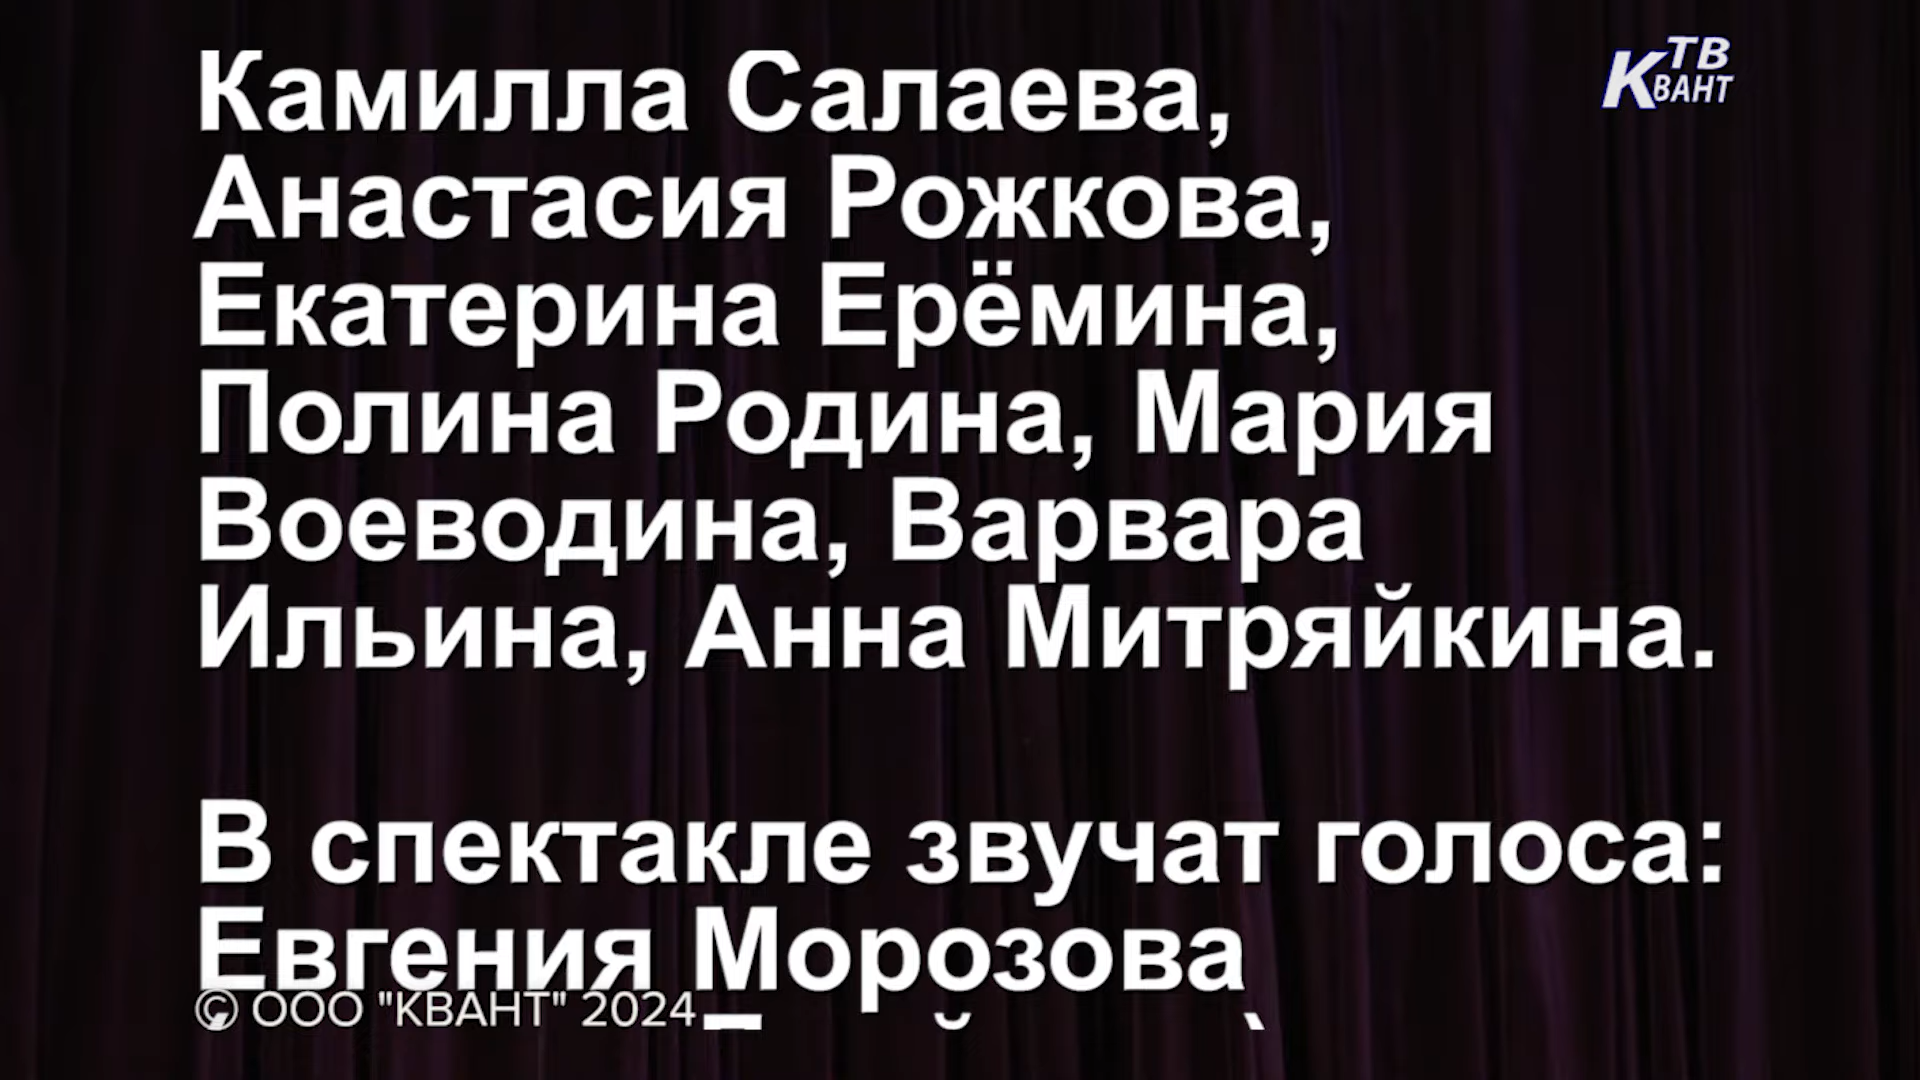 Камилла Салаева,
ТВ
КВАНТ
Анастасия Рожкова,
Екатерина Ерёмина,
Полина Родина, Мария
Воеводина, Варвара
Ильина, Анна Митряйкина.
В спектакле звучат голоса:
Евгения Морозова
© ООО "КВАНТ" 2024